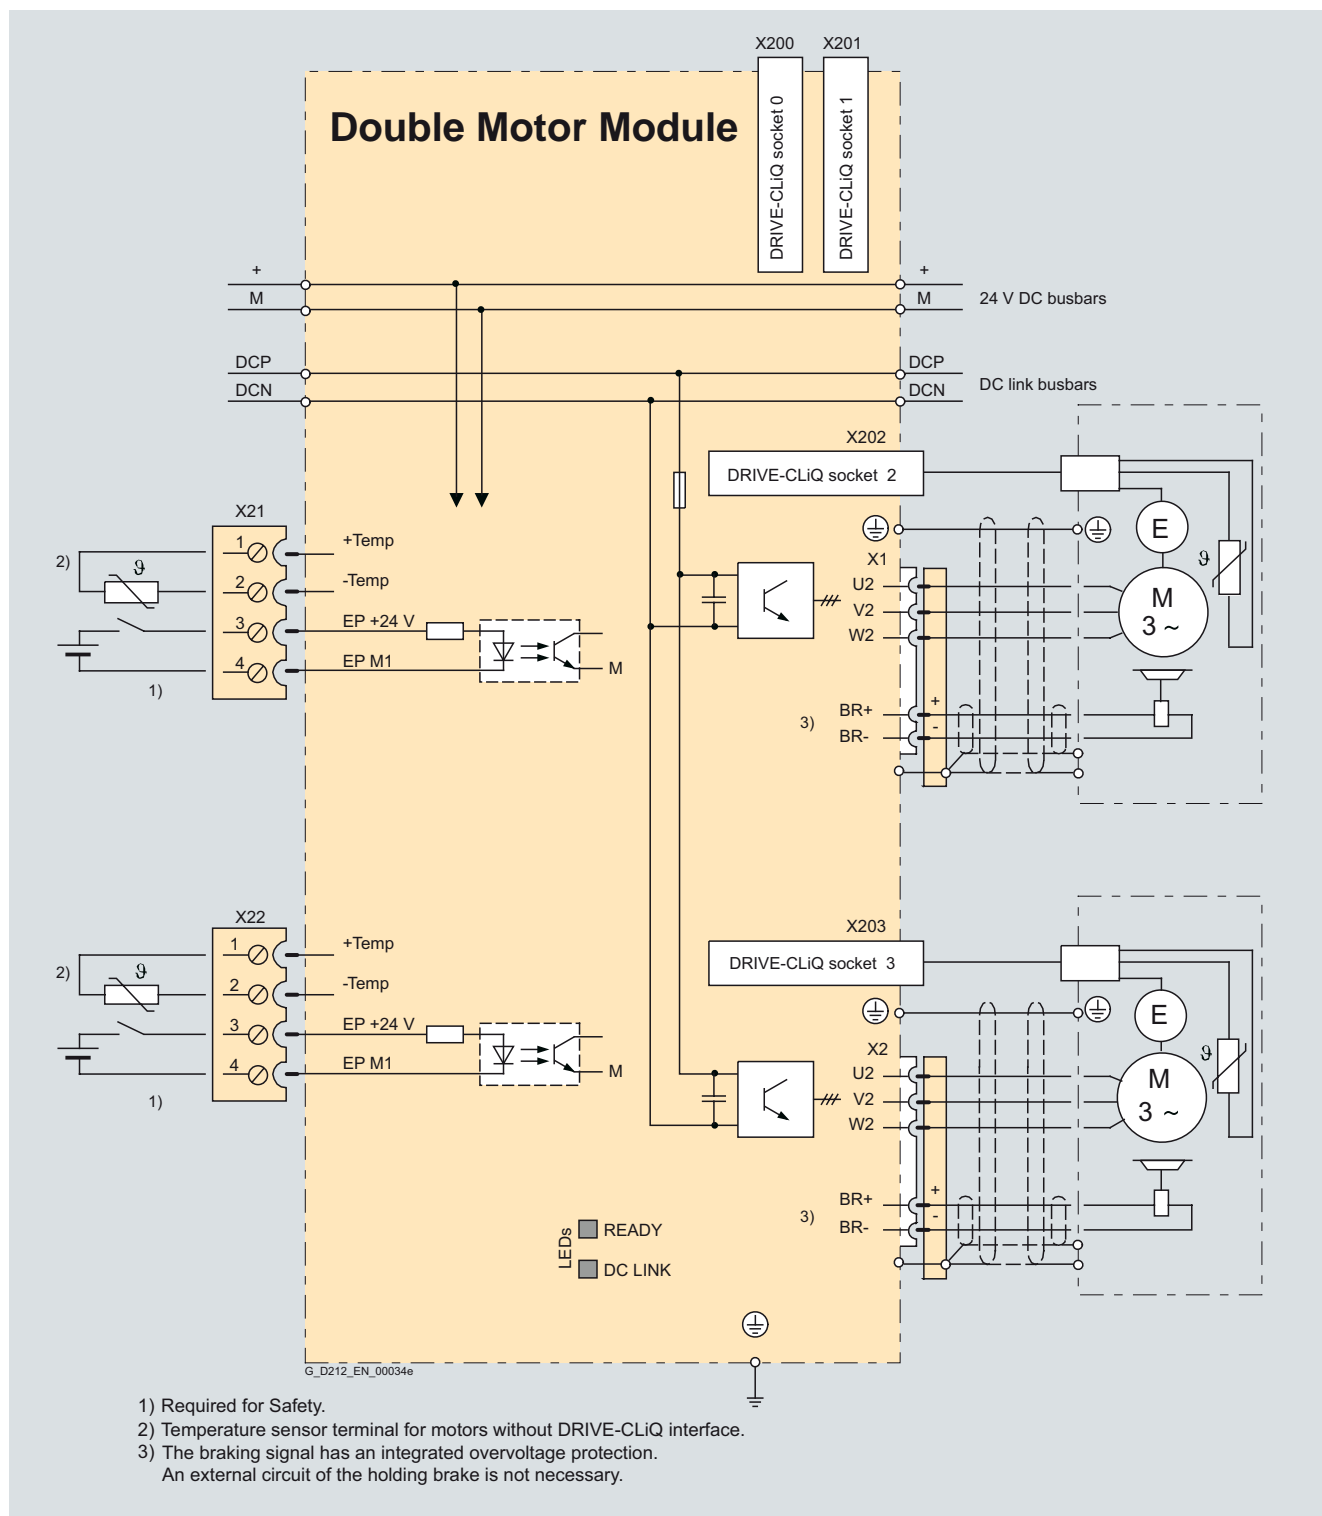 X200 X201
Double Motor Module
DRIVE-CLiQ socket 0
DRIVE-CLiQ socket 1
+ +
M M 24 V DC busbars
DCP DCP
DCN DCN DC link busbars
X202
DRIVE-CLiQ socket 2
X21
1 +Temp
2) ϑ
2 -Temp
3 EP +24 V
4 EP M1
M
1)
X1
U2
V2
W2
E
ϑ
M
3 ~
+
3) BR+
-
BR-
X22
1 +Temp
2) ϑ
2 -Temp
3 EP +24 V
4 EP M1
M
1)
X203
DRIVE-CLiQ socket 3
X2
U2
V2
W2
E
ϑ
M
3 ~
+
3) BR+
-
BR-
LEDs
READY
DC LINK
G_D212_EN_00034e
1) Required for Safety.
2) Temperature sensor terminal for motors without DRIVE-CLiQ interface.
3) The braking signal has an integrated overvoltage protection.
An external circuit of the holding brake is not necessary.